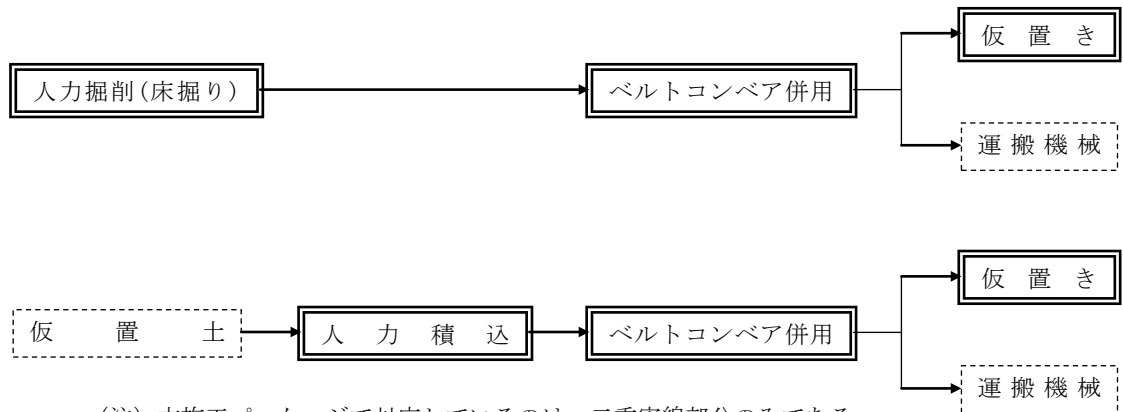 仮置き
人力掘削(床掘り)
ベルトコンベア併用
運搬機械
仮置き
仮置土
人力積込
ベルトコンベア併用
運搬機械